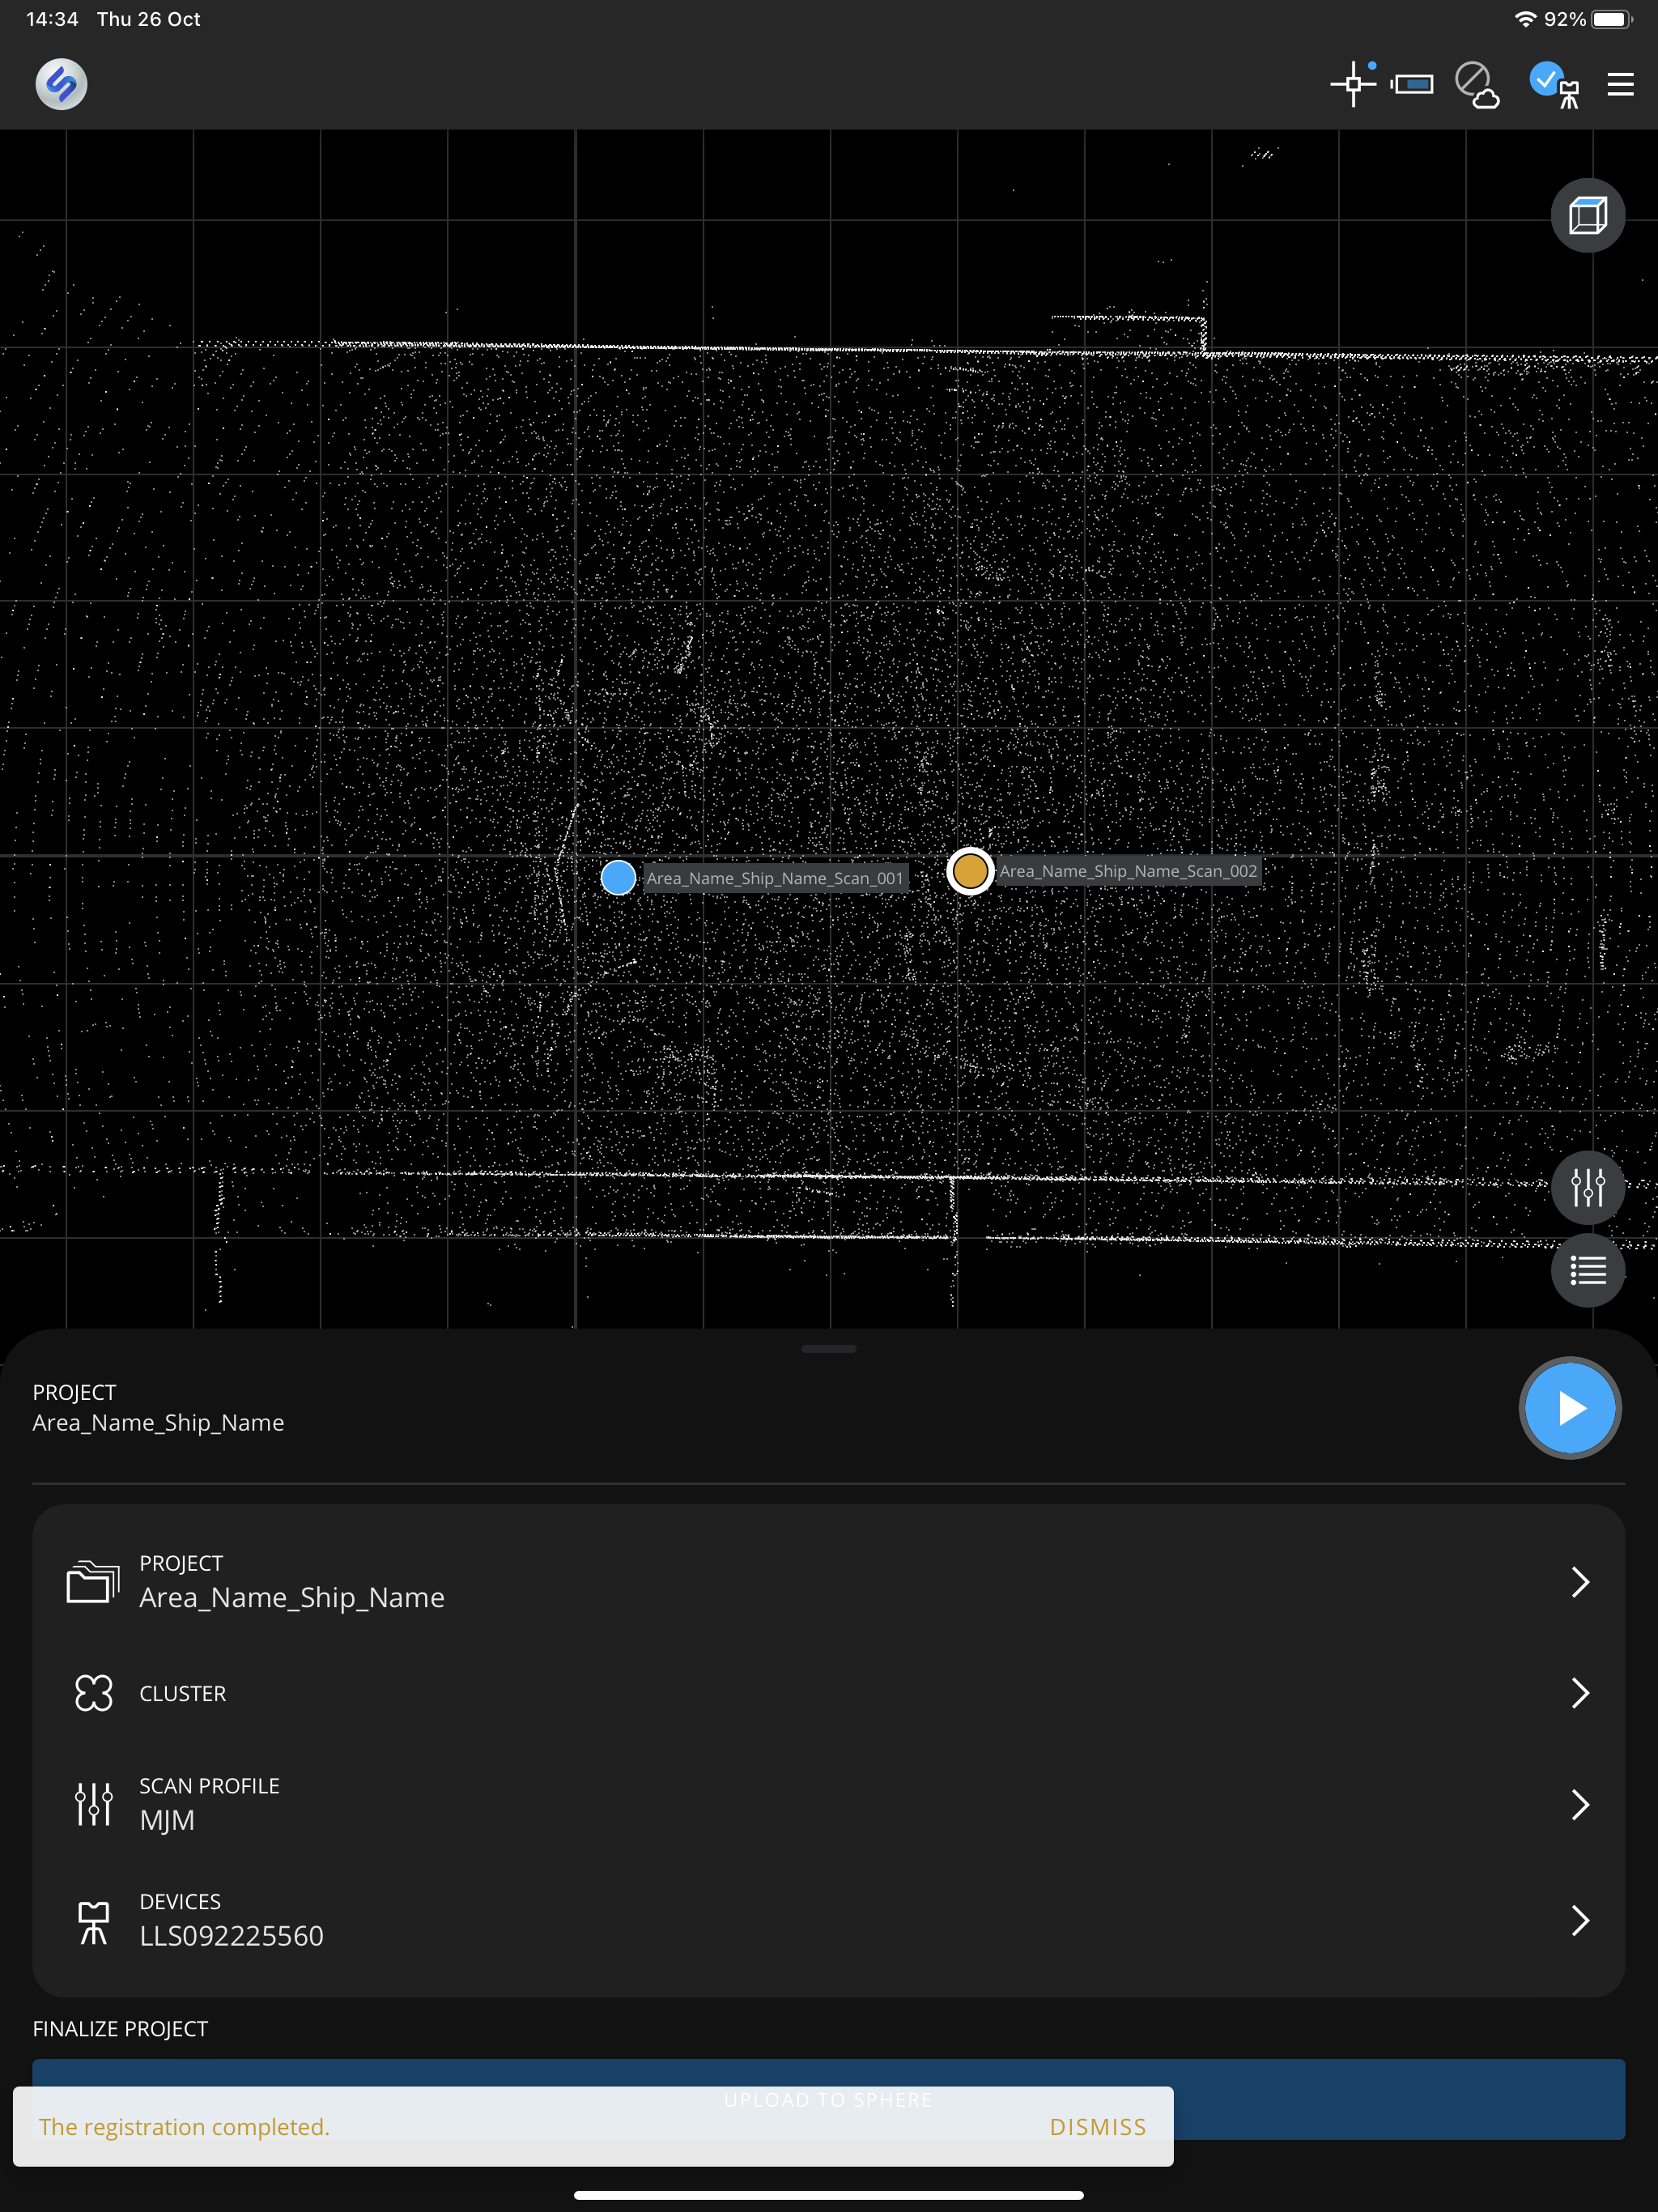 14:34 Thu 26 Oct
92%
Area_Name_Ship_Name_Scan_001
Area_Name_Ship_Name_Scan_002
PROJECT
Area_Name_Ship_Name
PROJECT
Area_Name_Ship_Name
CLUSTER
SCAN PROFILE
MJM
DEVICES
LLS092225560
FINALIZE PROJECT
UPLOAD TO SPHERE
The registration completed.
DISMISS